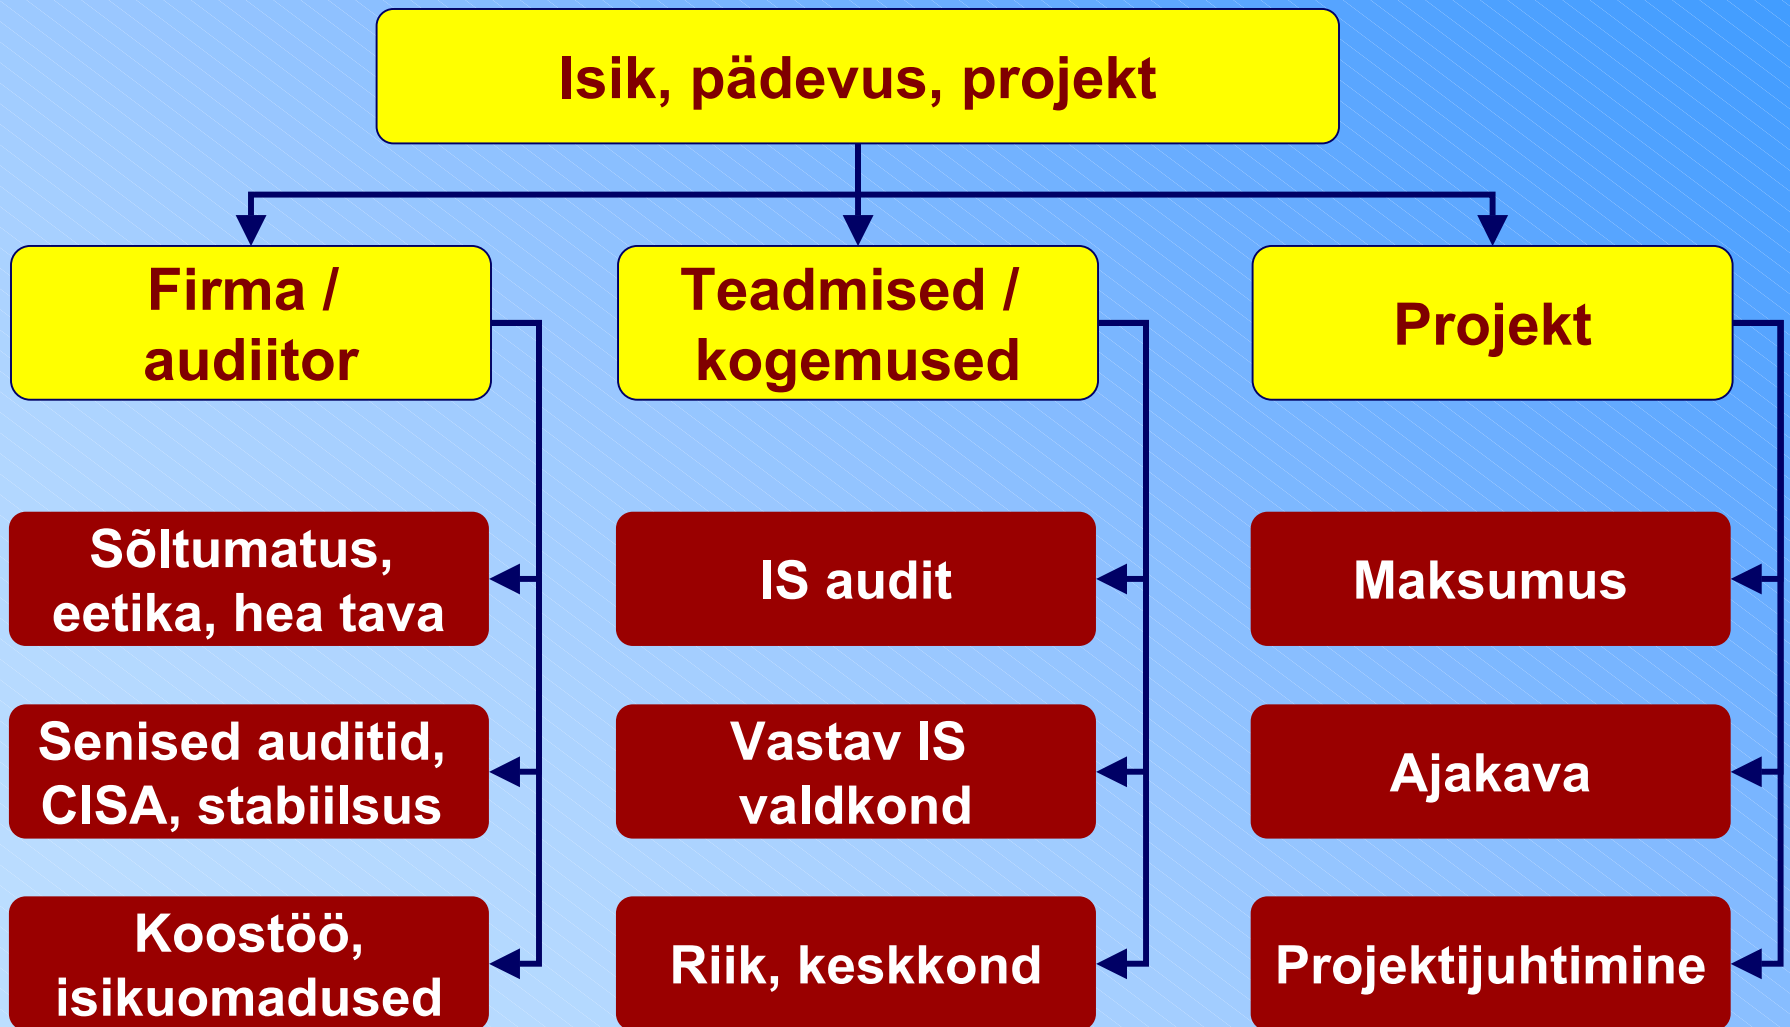 Isik, pädevus, projekt
Firma /
audiitor
Teadmised /
kogemused
Projekt
Sõltumatus,
eetika, hea tava
IS audit
Maksumus
Senised auditid,
CISA, stabiilsus
Vastav IS
valdkond
Ajakava
Koostöö,
isikuomadused
Riik, keskkond
Projektijuhtimine